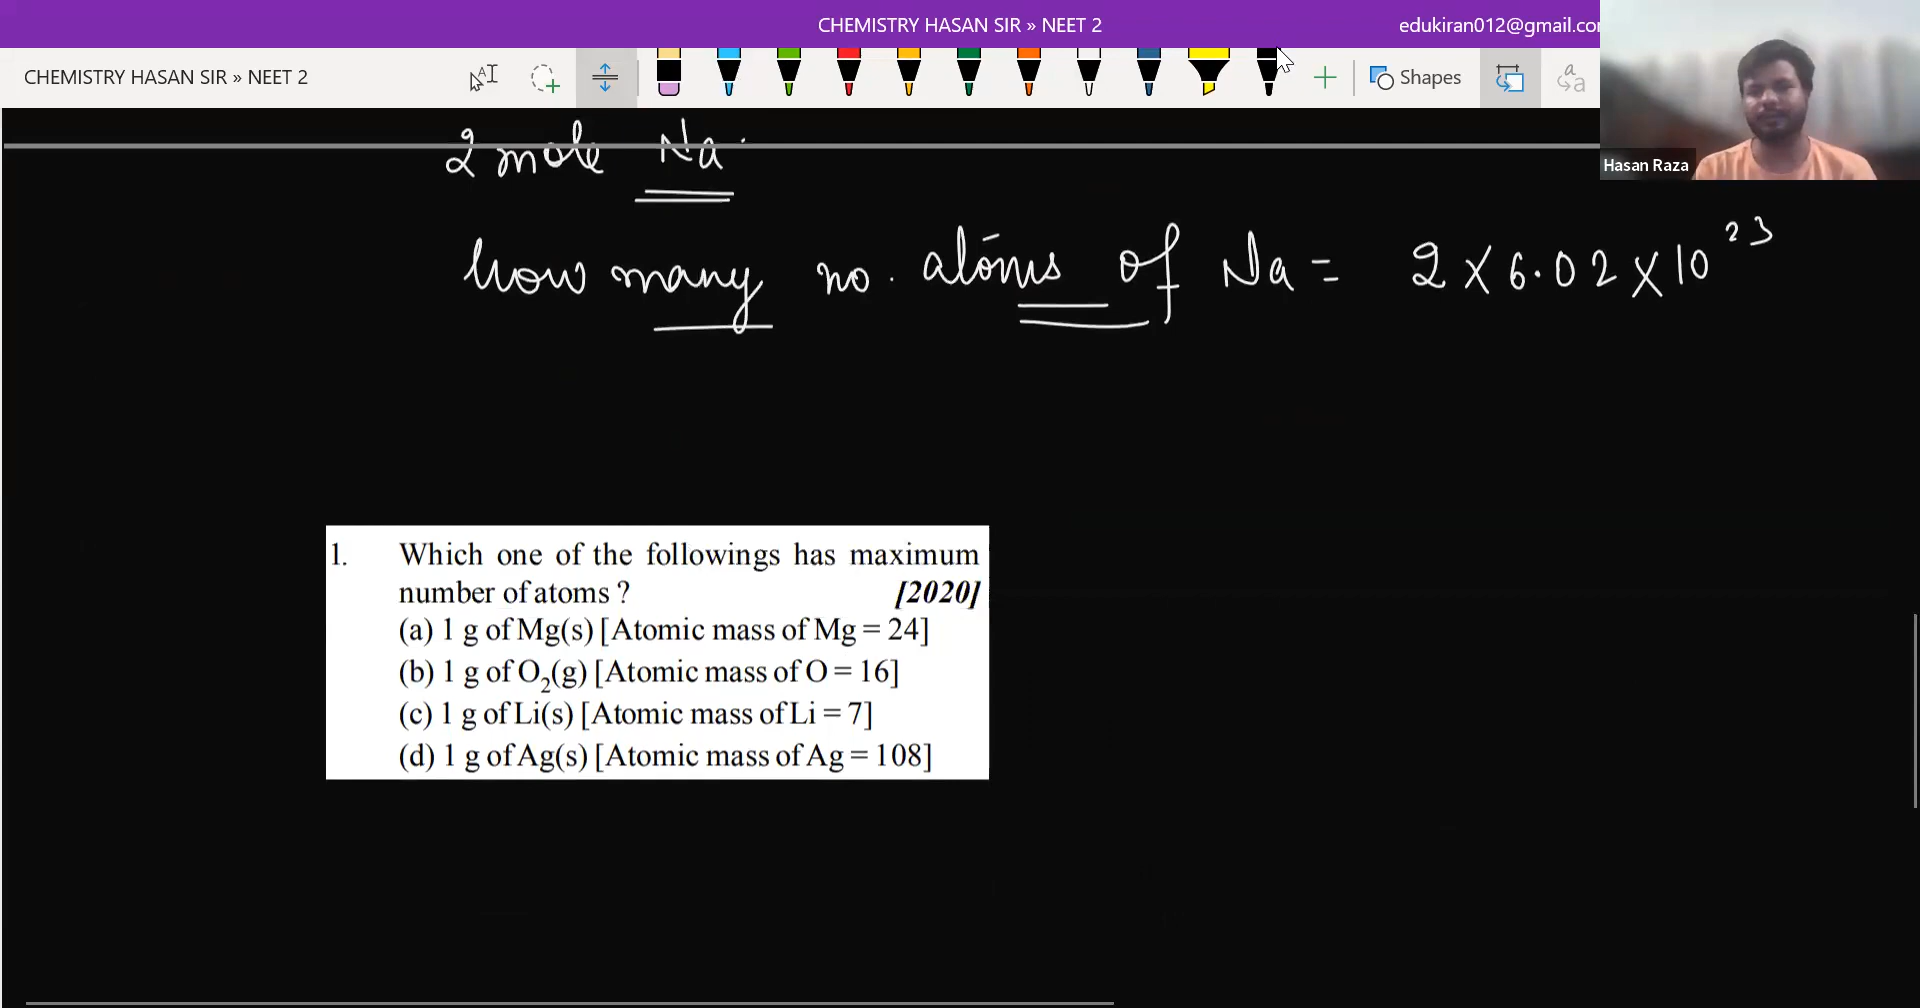 CHEMISTRY HASAN SIR » NEET 2
edukiran012@gmail.co
CHEMISTRY HASAN SIR » NEET 2
Shapes
Hasan Raza
2 mole Na
how many no. atoms of Na = 2 × 6.02 × 10²³
1. Which one of the followings has maximum
number of atoms ? [2020]
(a) 1 g of Mg(s) [Atomic mass of Mg = 24]
(b) 1 g of O₂(g) [Atomic mass of O = 16]
(c) 1 g of Li(s) [Atomic mass of Li = 7]
(d) 1 g of Ag(s) [Atomic mass of Ag = 108]